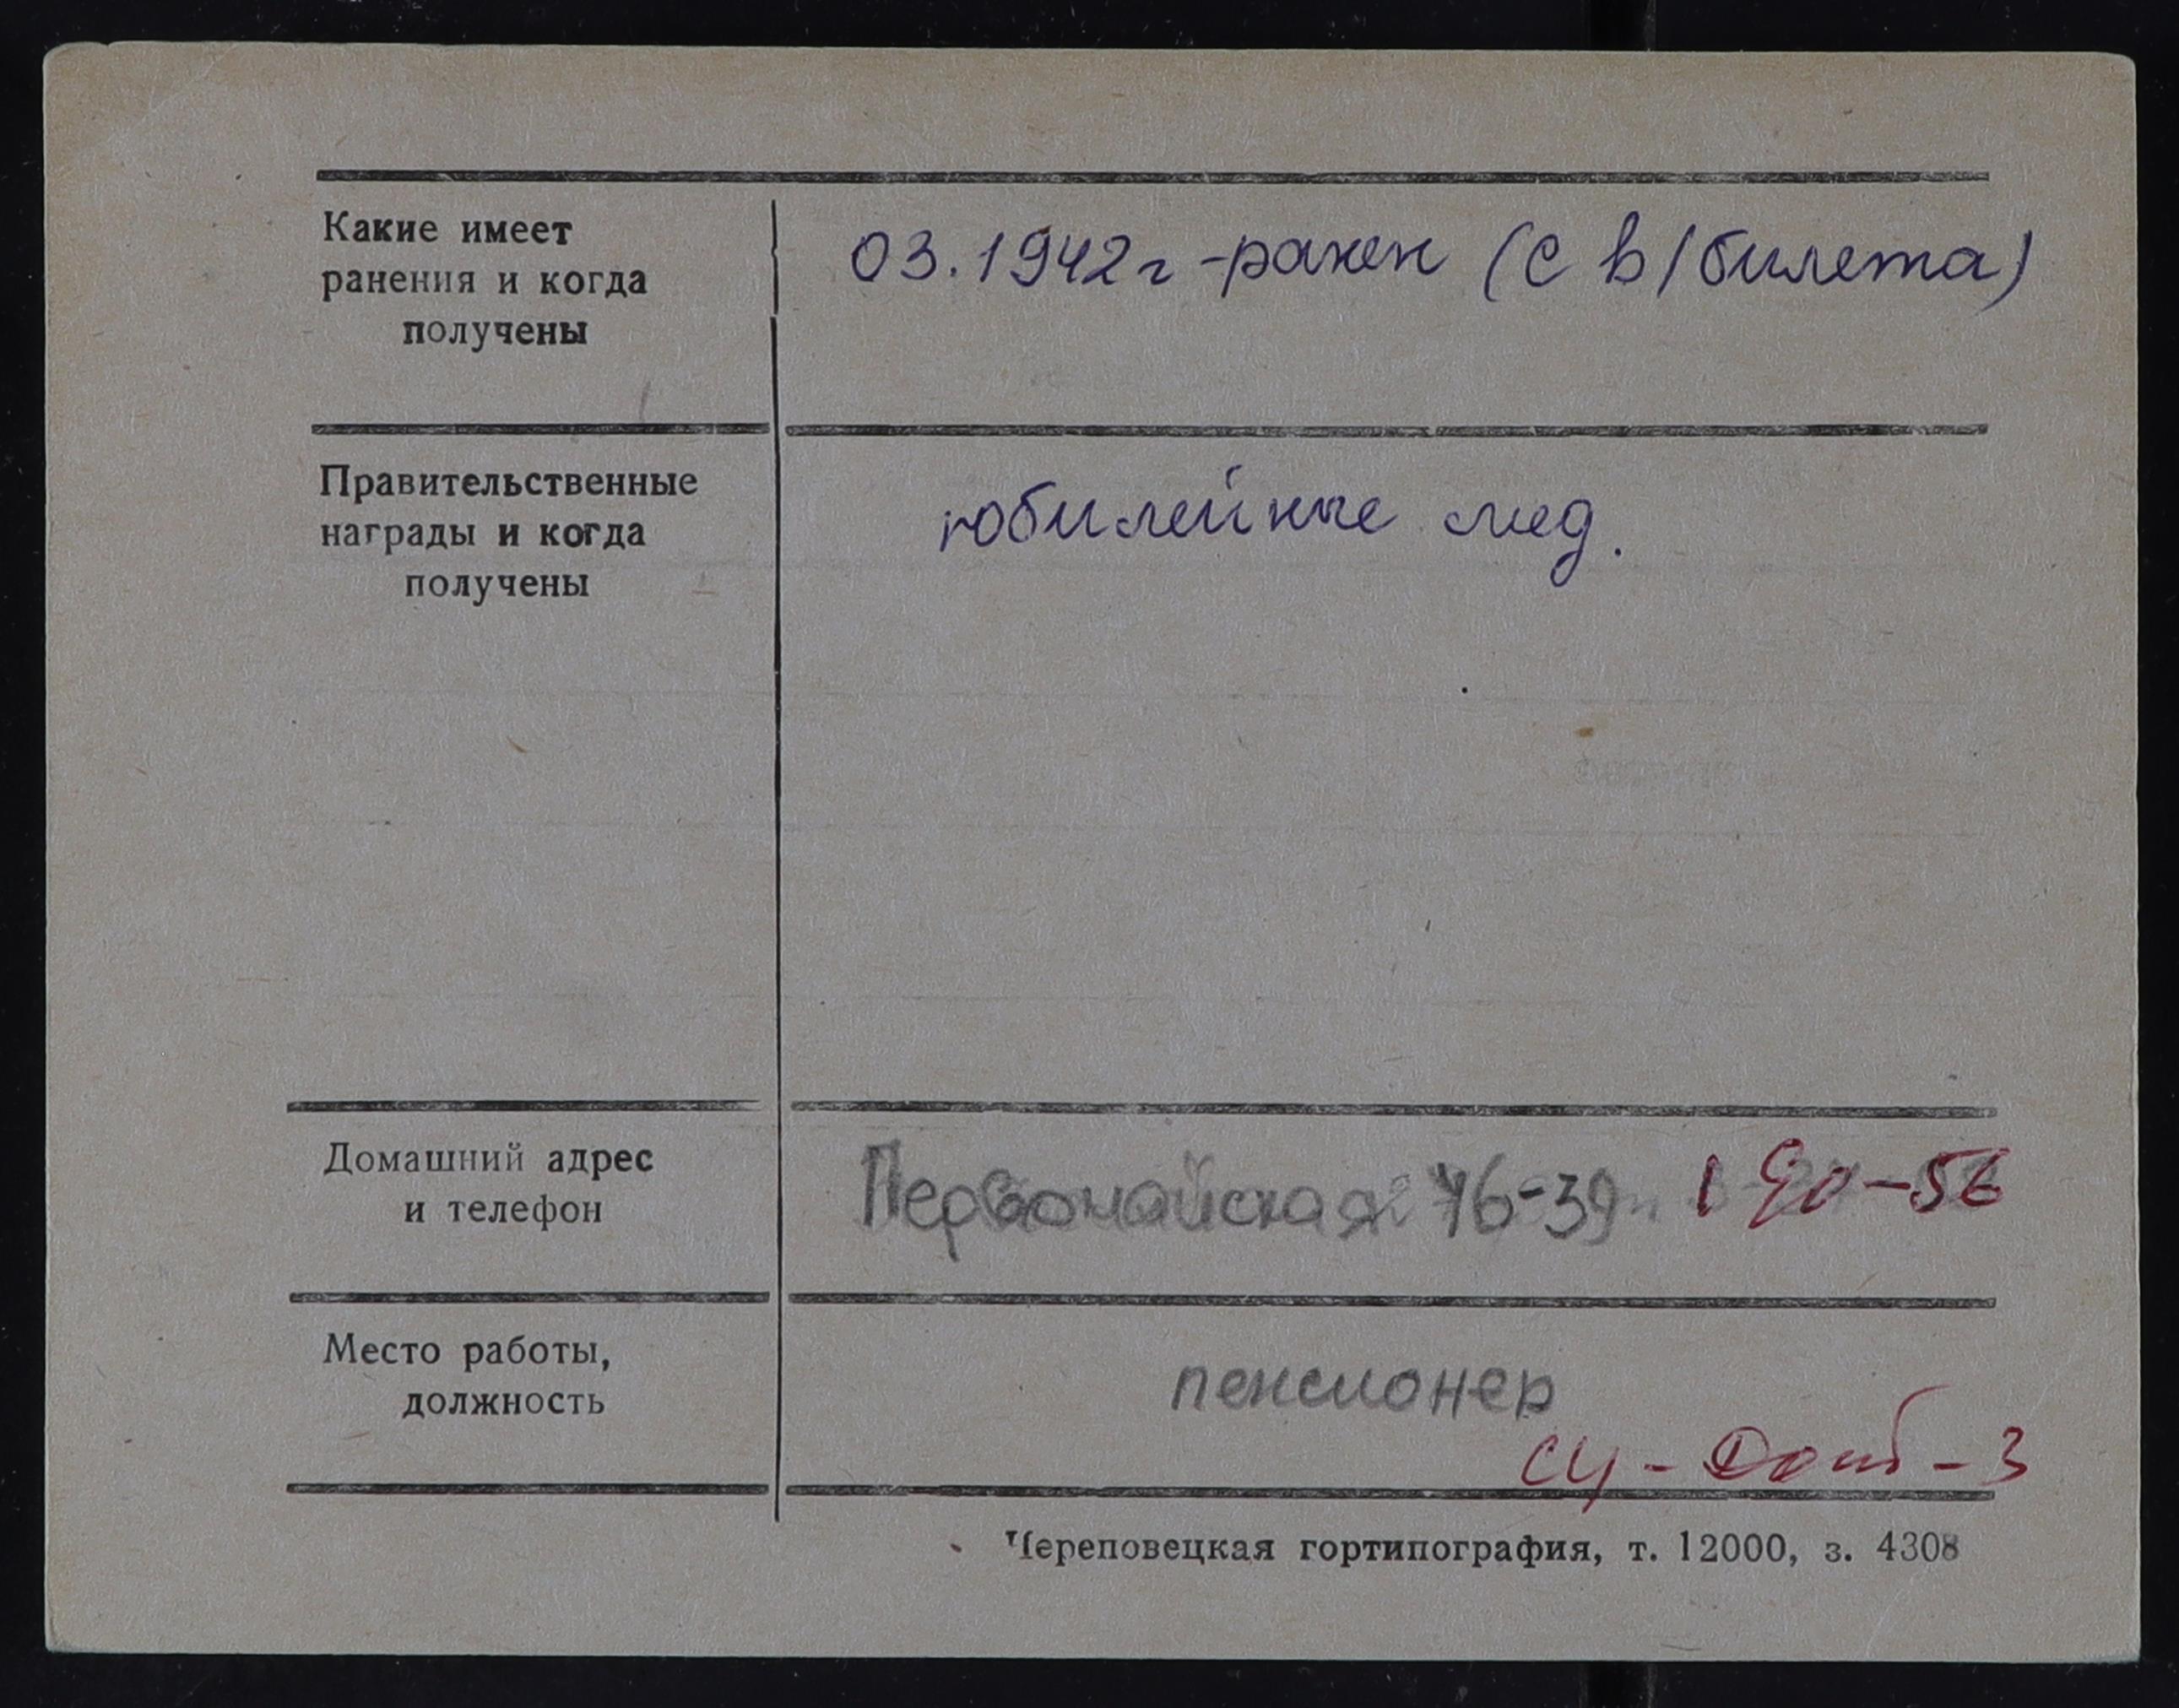 Какие имеет
ранения и когда
получены
03.1942г - ранен (с в/билета)
Правительственные
награды и когда
получены
юбилейные мед.
Домашний адрес
и телефон
Первомайская 76-39
Место работы,
должность
пенсионер
Череповецкая гортипография, т. 12000, з. 4308